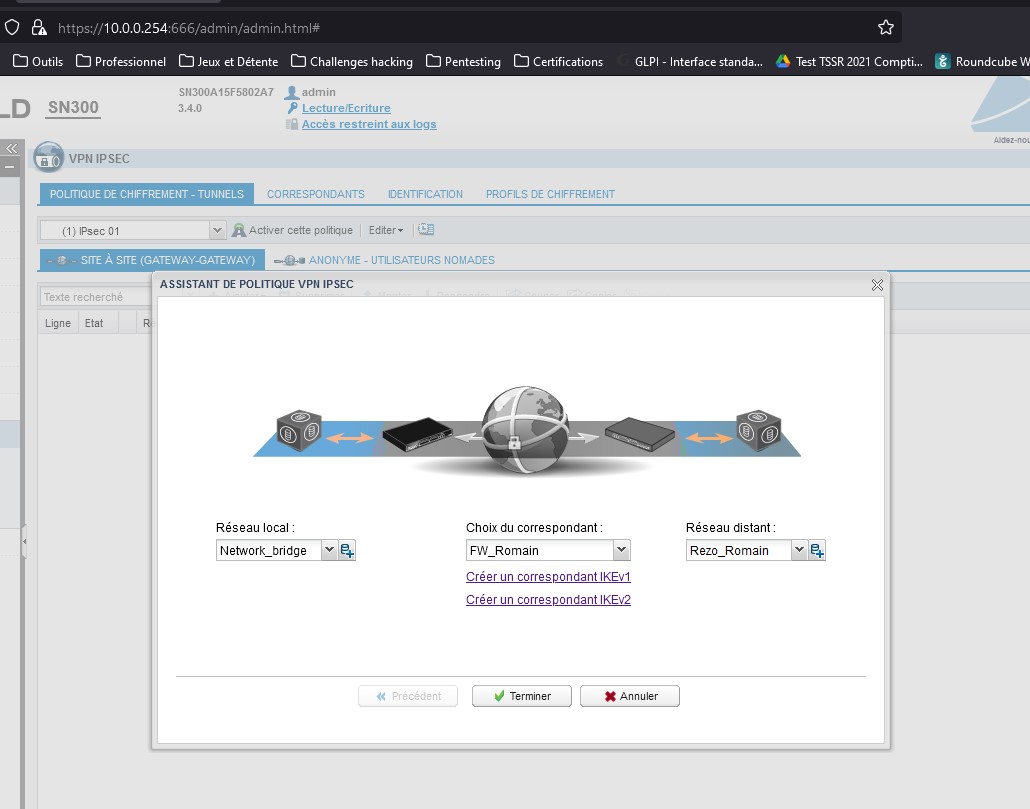 https://10.0.0.254:666/admin/admin.html#
Outils Professionnel Jeux et Détente Challenges hacking Pentesting Certifications GLPI - Interface standa... Test TSSR 2021 Compti... Roundcube W
LD SN300 SN300A15F5802A7 admin
3.4.0 Lecture/Ecriture
Accès restreint aux logs
Aidez-nou
VPN IPSEC
POLITIQUE DE CHIFFREMENT - TUNNELS CORRESPONDANTS IDENTIFICATION PROFILS DE CHIFFREMENT
(1) IPsec 01 Activer cette politique Editer
SITE À SITE (GATEWAY-GATEWAY) ANONYME - UTILISATEURS NOMADES
ASSISTANT DE POLITIQUE VPN IPSEC
Texte recherché
Ligne Etat
Réseau local : Choix du correspondant : Réseau distant :
Network_bridge FW_Romain Rezo_Romain
Créer un correspondant IKEv1
Créer un correspondant IKEv2
Précédent Terminer Annuler